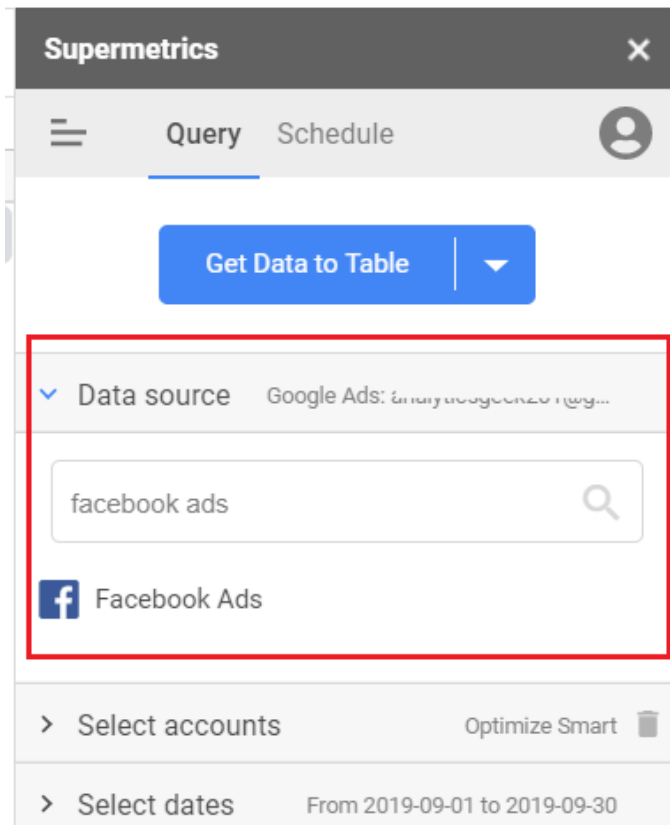 Supermetrics
Query Schedule
Get Data to Table
Data source Google Ads:
facebook ads
Facebook Ads
Select accounts Optimize Smart
Select dates From 2019-09-01 to 2019-09-30